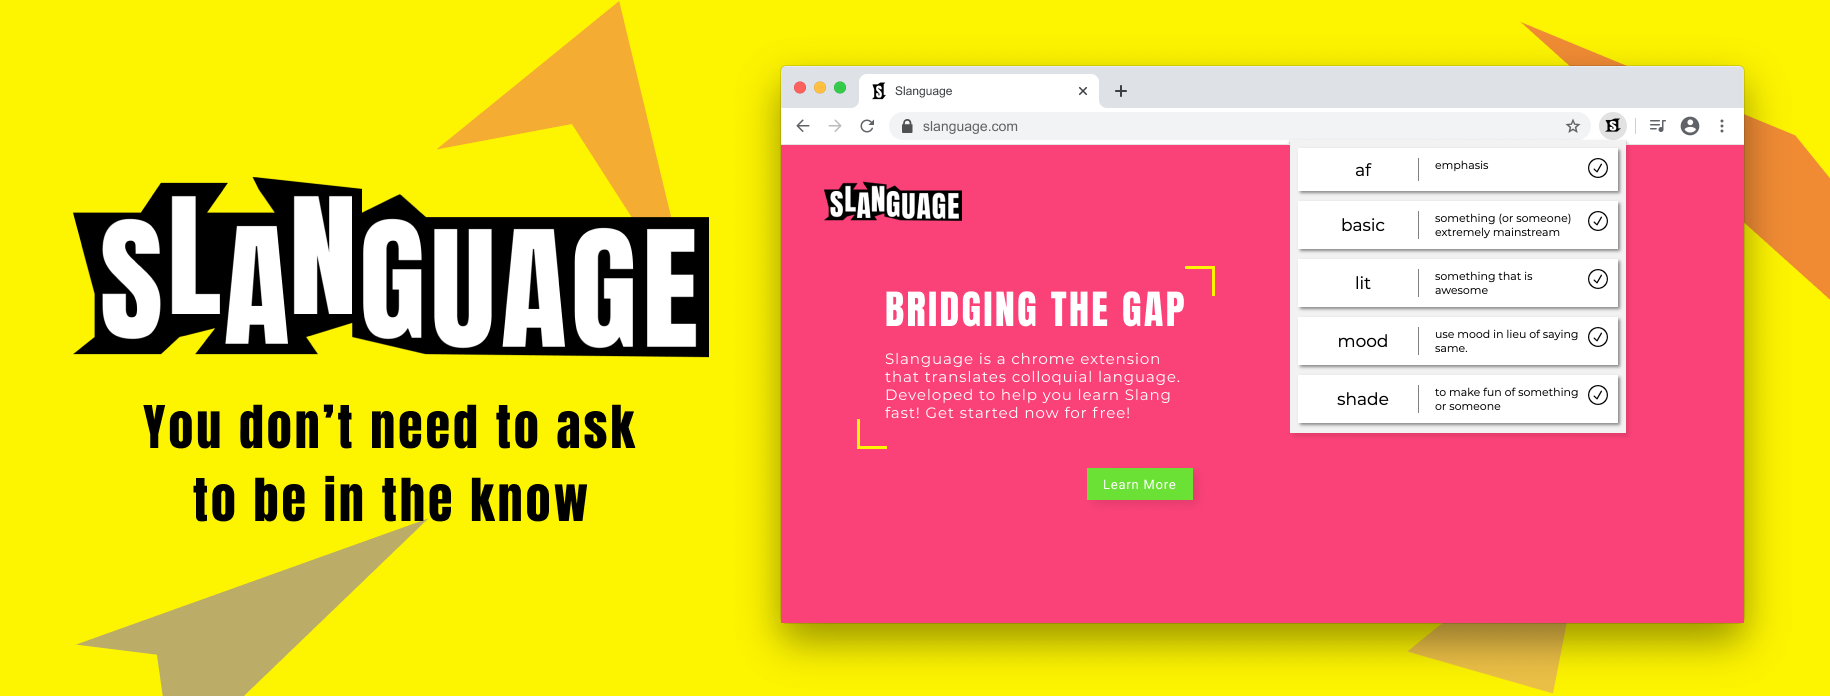 SLANGUAGE
You don’t need to ask
to be in the know
Slanguage
slanguage.com
SLANGUAGE
BRIDGING THE GAP
Slanguage is a chrome extension
that translates colloquial language.
Developed to help you learn Slang
fast! Get started now for free!
Learn More
af
emphasis
basic
something (or someone)
extremely mainstream
lit
something that is
awesome
mood
use mood in lieu of saying
same.
shade
to make fun of something
or someone